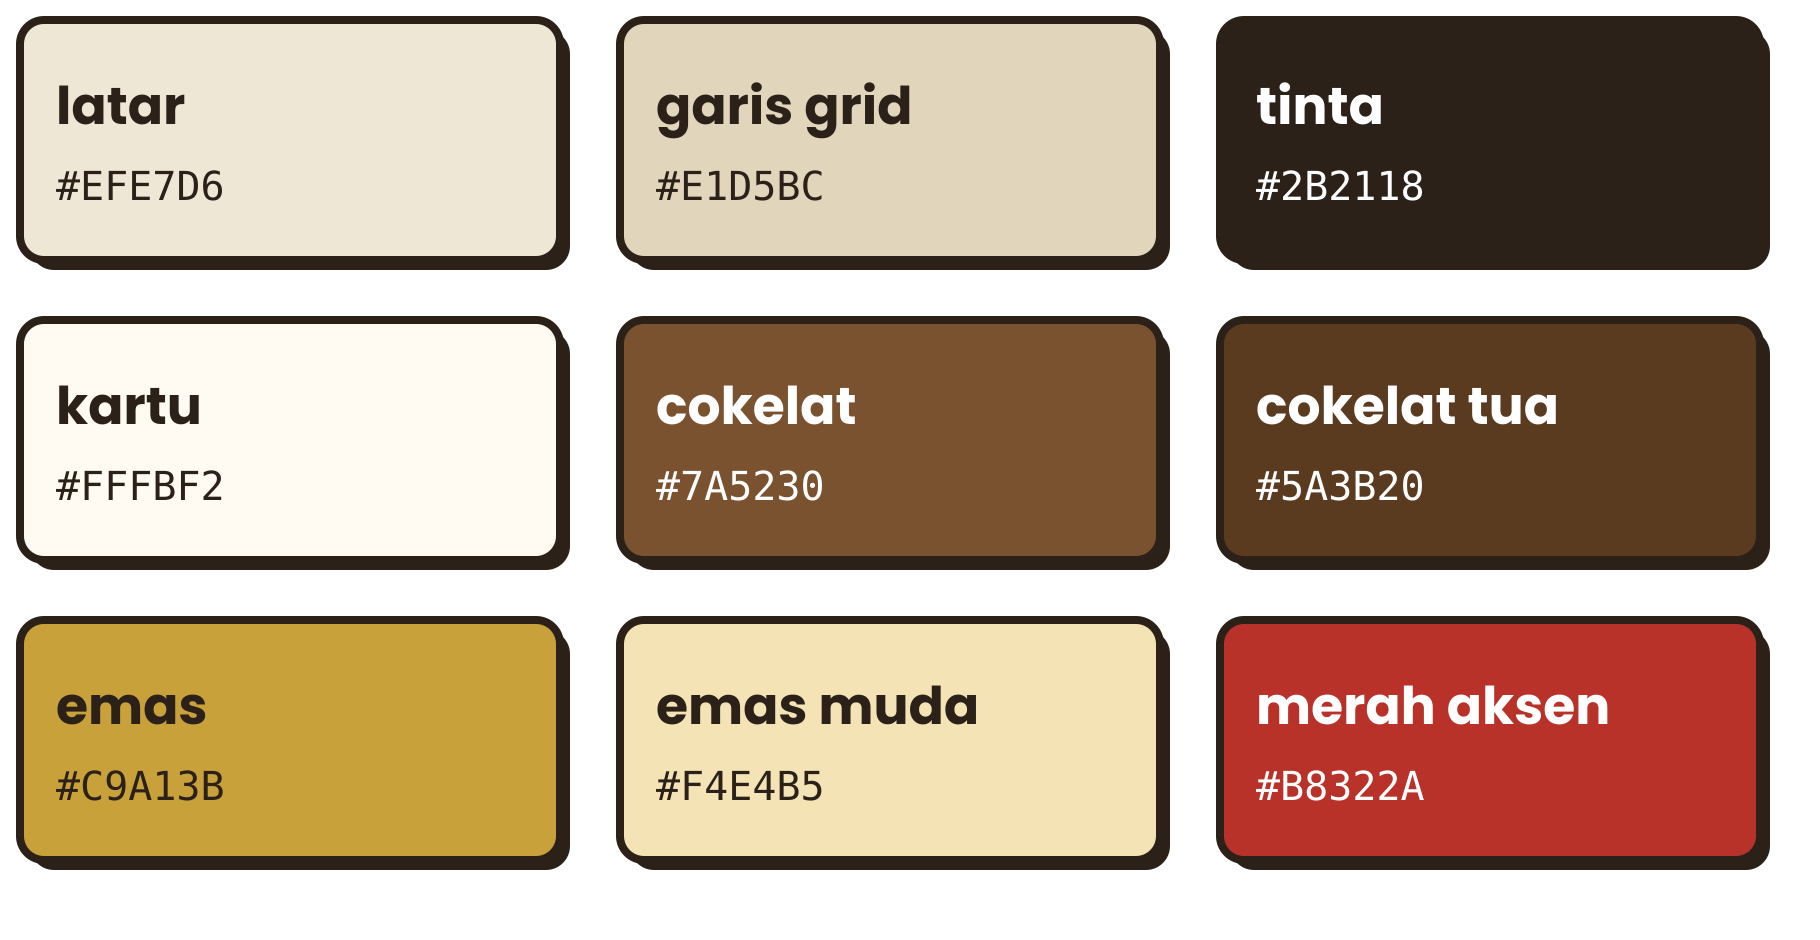 latar
#EFE7D6
garis grid
#E1D5BC
tinta
#2B2118
kartu
#FFFBF2
cokelat
#7A5230
cokelat tua
#5A3B20
emas
#C9A13B
emas muda
#F4E4B5
merah aksen
#B8322A